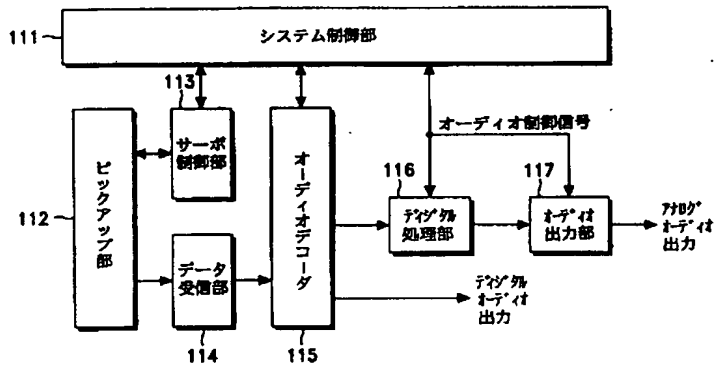 111
システム制御部
113
オーディオ制御信号
サーボ
制御部
ピックアップ部
オーディオデコーダ
116
117
112
ディジタル
処理部
オーディオ
出力部
アナログ
オーディオ
出力
データ
受信部
ディジタル
オーディオ
出力
114
115